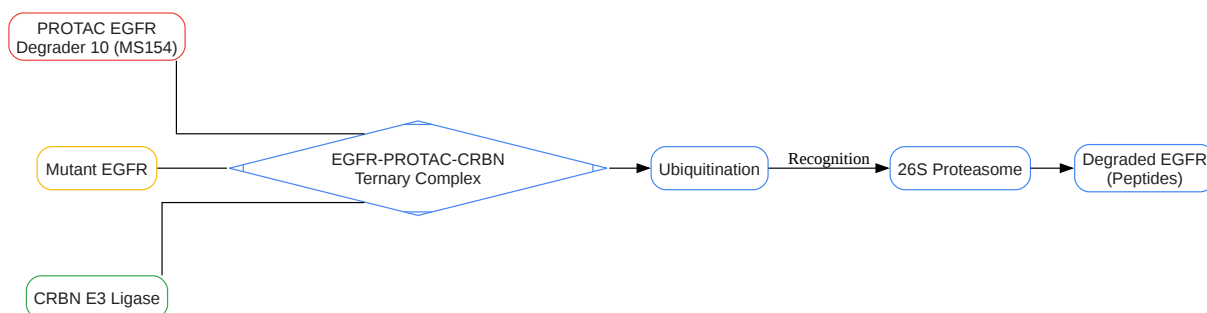 PROTAC EGFR
Degrader 10 (MS154)
Mutant EGFR
CRBN E3 Ligase
EGFR-PROTAC-CRBN
Ternary Complex
Ubiquitination
Recognition
26S Proteasome
Degraded EGFR
(Peptides)